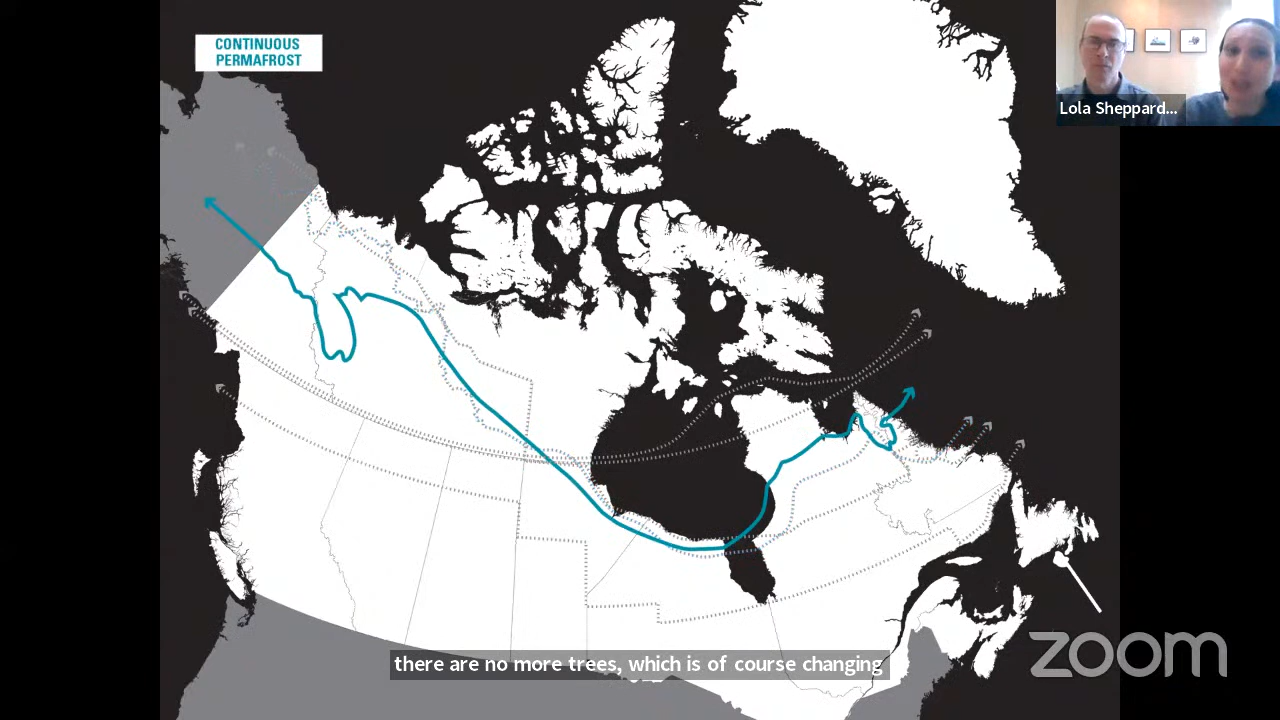 CONTINUOUS
PERMAFROST
Lola Sheppard...
there are no more trees, which is of course changing
zoom